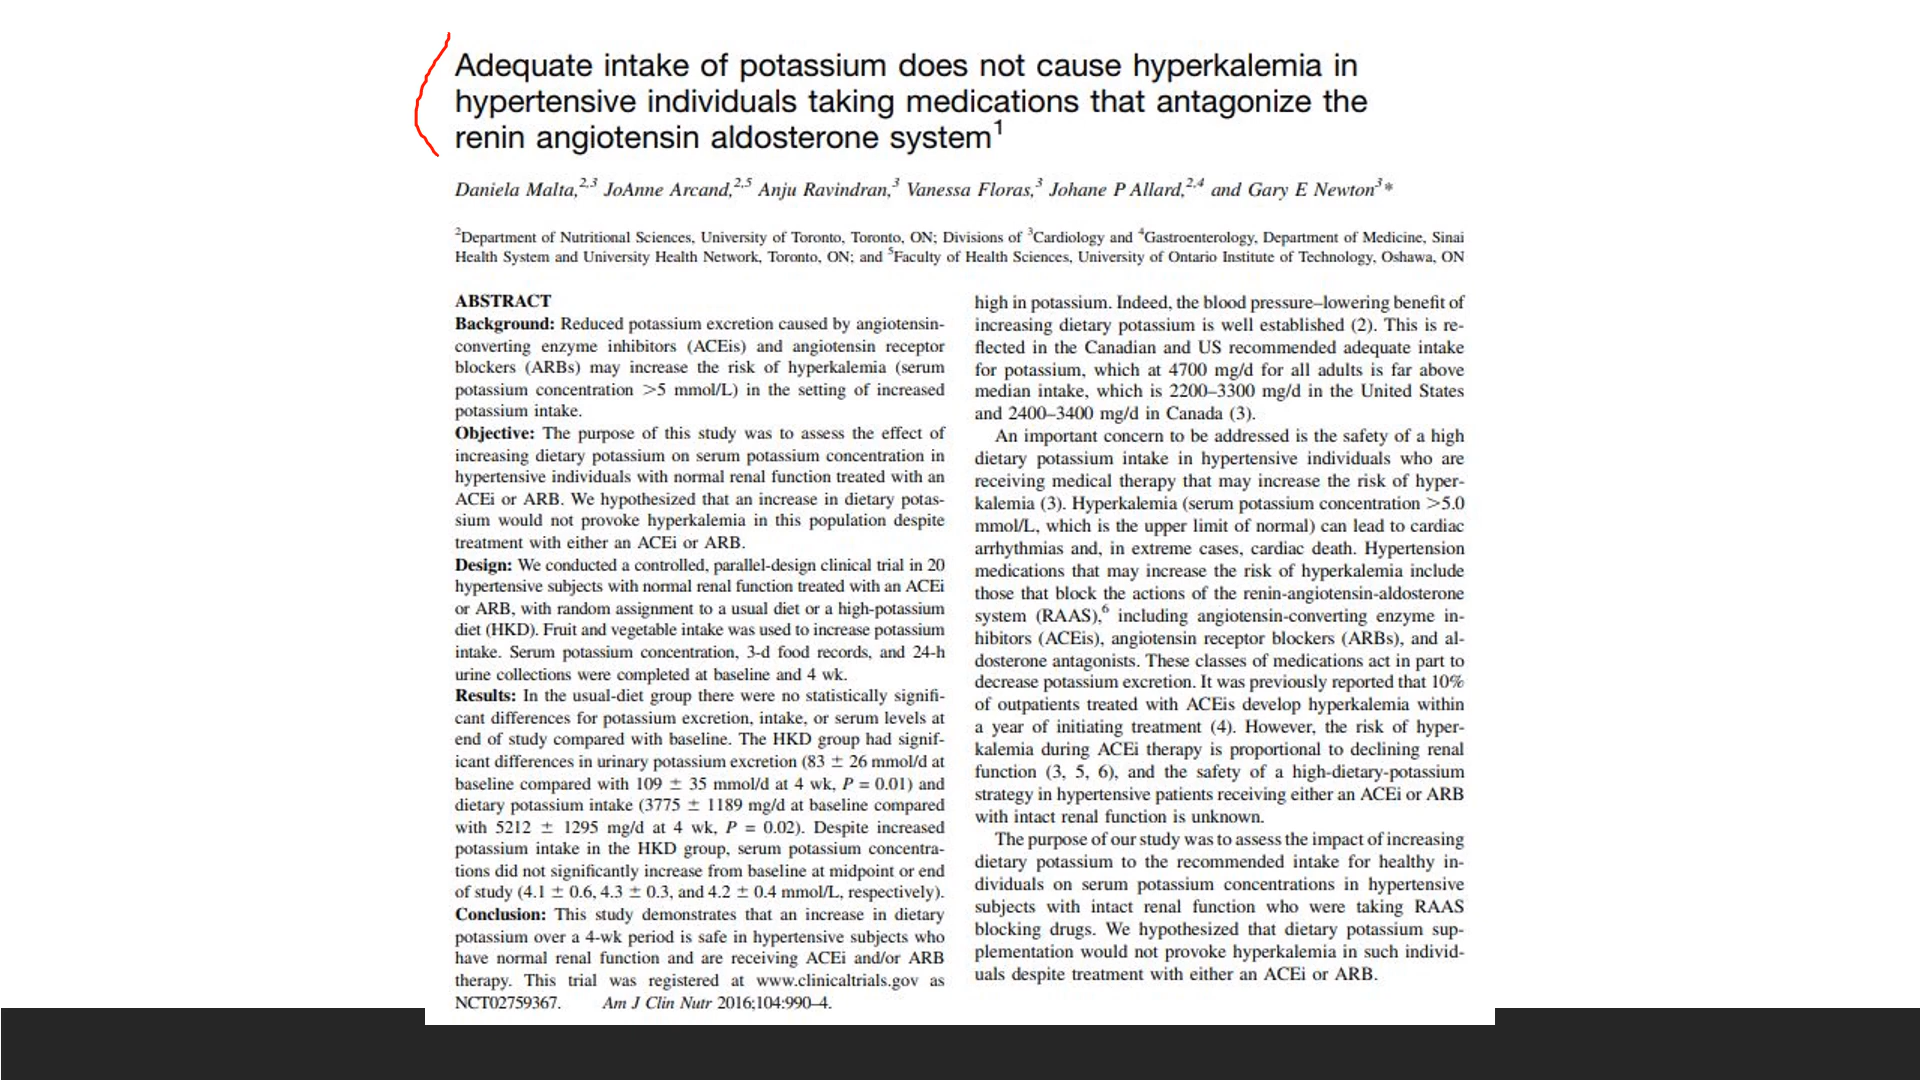 Adequate intake of potassium does not cause hyperkalemia in
hypertensive individuals taking medications that antagonize the
renin angiotensin aldosterone system1
Daniela Malta,2,3 JoAnne Arcand,2,5 Anju Ravindran,3 Vanessa Floras,3 Johane P Allard,2,4 and Gary E Newton3*
2Department of Nutritional Sciences, University of Toronto, Toronto, ON; Divisions of 3Cardiology and 4Gastroenterology, Department of Medicine, Sinai
Health System and University Health Network, Toronto, ON; and 5Faculty of Health Sciences, University of Ontario Institute of Technology, Oshawa, ON
ABSTRACT
Background: Reduced potassium excretion caused by angiotensin-
converting enzyme inhibitors (ACEis) and angiotensin receptor
blockers (ARBs) may increase the risk of hyperkalemia (serum
potassium concentration >5 mmol/L) in the setting of increased
potassium intake.
Objective: The purpose of this study was to assess the effect of
increasing dietary potassium on serum potassium concentration in
hypertensive individuals with normal renal function treated with an
ACEi or ARB. We hypothesized that an increase in dietary potas-
sium would not provoke hyperkalemia in this population despite
treatment with either an ACEi or ARB.
Design: We conducted a controlled, parallel-design clinical trial in 20
hypertensive subjects with normal renal function treated with an ACEi
or ARB, with random assignment to a usual diet or a high-potassium
diet (HKD). Fruit and vegetable intake was used to increase potassium
intake. Serum potassium concentration, 3-d food records, and 24-h
urine collections were completed at baseline and 4 wk.
Results: In the usual-diet group there were no statistically signifi-
cant differences for potassium excretion, intake, or serum levels at
end of study compared with baseline. The HKD group had signif-
icant differences in urinary potassium excretion (83 ± 26 mmol/d at
baseline compared with 109 ± 35 mmol/d at 4 wk, P = 0.01) and
dietary potassium intake (3775 ± 1189 mg/d at baseline compared
with 5212 ± 1295 mg/d at 4 wk, P = 0.02). Despite increased
potassium intake in the HKD group, serum potassium concentra-
tions did not significantly increase from baseline at midpoint or end
of study (4.1 ± 0.6, 4.3 ± 0.3, and 4.2 ± 0.4 mmol/L, respectively).
Conclusion: This study demonstrates that an increase in dietary
potassium over a 4-wk period is safe in hypertensive subjects who
have normal renal function and are receiving ACEi and/or ARB
therapy. This trial was registered at www.clinicaltrials.gov as
NCT02759367. Am J Clin Nutr 2016;104:990–4.
high in potassium. Indeed, the blood pressure–lowering benefit of
increasing dietary potassium is well established (2). This is re-
flected in the Canadian and US recommended adequate intake
for potassium, which at 4700 mg/d for all adults is far above
median intake, which is 2200–3300 mg/d in the United States
and 2400–3400 mg/d in Canada (3).
An important concern to be addressed is the safety of a high
dietary potassium intake in hypertensive individuals who are
receiving medical therapy that may increase the risk of hyper-
kalemia (3). Hyperkalemia (serum potassium concentration >5.0
mmol/L, which is the upper limit of normal) can lead to cardiac
arrhythmias and, in extreme cases, cardiac death. Hypertension
medications that may increase the risk of hyperkalemia include
those that block the actions of the renin-angiotensin-aldosterone
system (RAAS),6 including angiotensin-converting enzyme in-
hibitors (ACEis), angiotensin receptor blockers (ARBs), and al-
dosterone antagonists. These classes of medications act in part to
decrease potassium excretion. It was previously reported that 10%
of outpatients treated with ACEis develop hyperkalemia within
a year of initiating treatment (4). However, the risk of hyper-
kalemia during ACEi therapy is proportional to declining renal
function (3, 5, 6), and the safety of a high-dietary-potassium
strategy in hypertensive patients receiving either an ACEi or ARB
with intact renal function is unknown.
The purpose of our study was to assess the impact of increasing
dietary potassium to the recommended intake for healthy in-
dividuals on serum potassium concentrations in hypertensive
subjects with intact renal function who were taking RAAS
blocking drugs. We hypothesized that dietary potassium sup-
plementation would not provoke hyperkalemia in such individ-
uals despite treatment with either an ACEi or ARB.